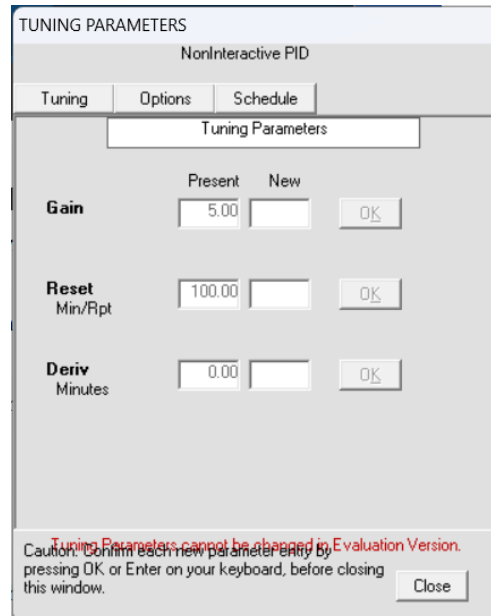 TUNING PARAMETERS
NonInteractive PID
Tuning Options Schedule
Tuning Parameters
Present New
Gain 5.00 OK
Reset 100.00 OK
Min/Rpt
Deriv 0.00 OK
Minutes
Tuning Parameters cannot be changed in Evaluation Version.
Caution: Confirm each new parameter entry by
pressing OK or Enter on your keyboard, before closing
this window.
Close